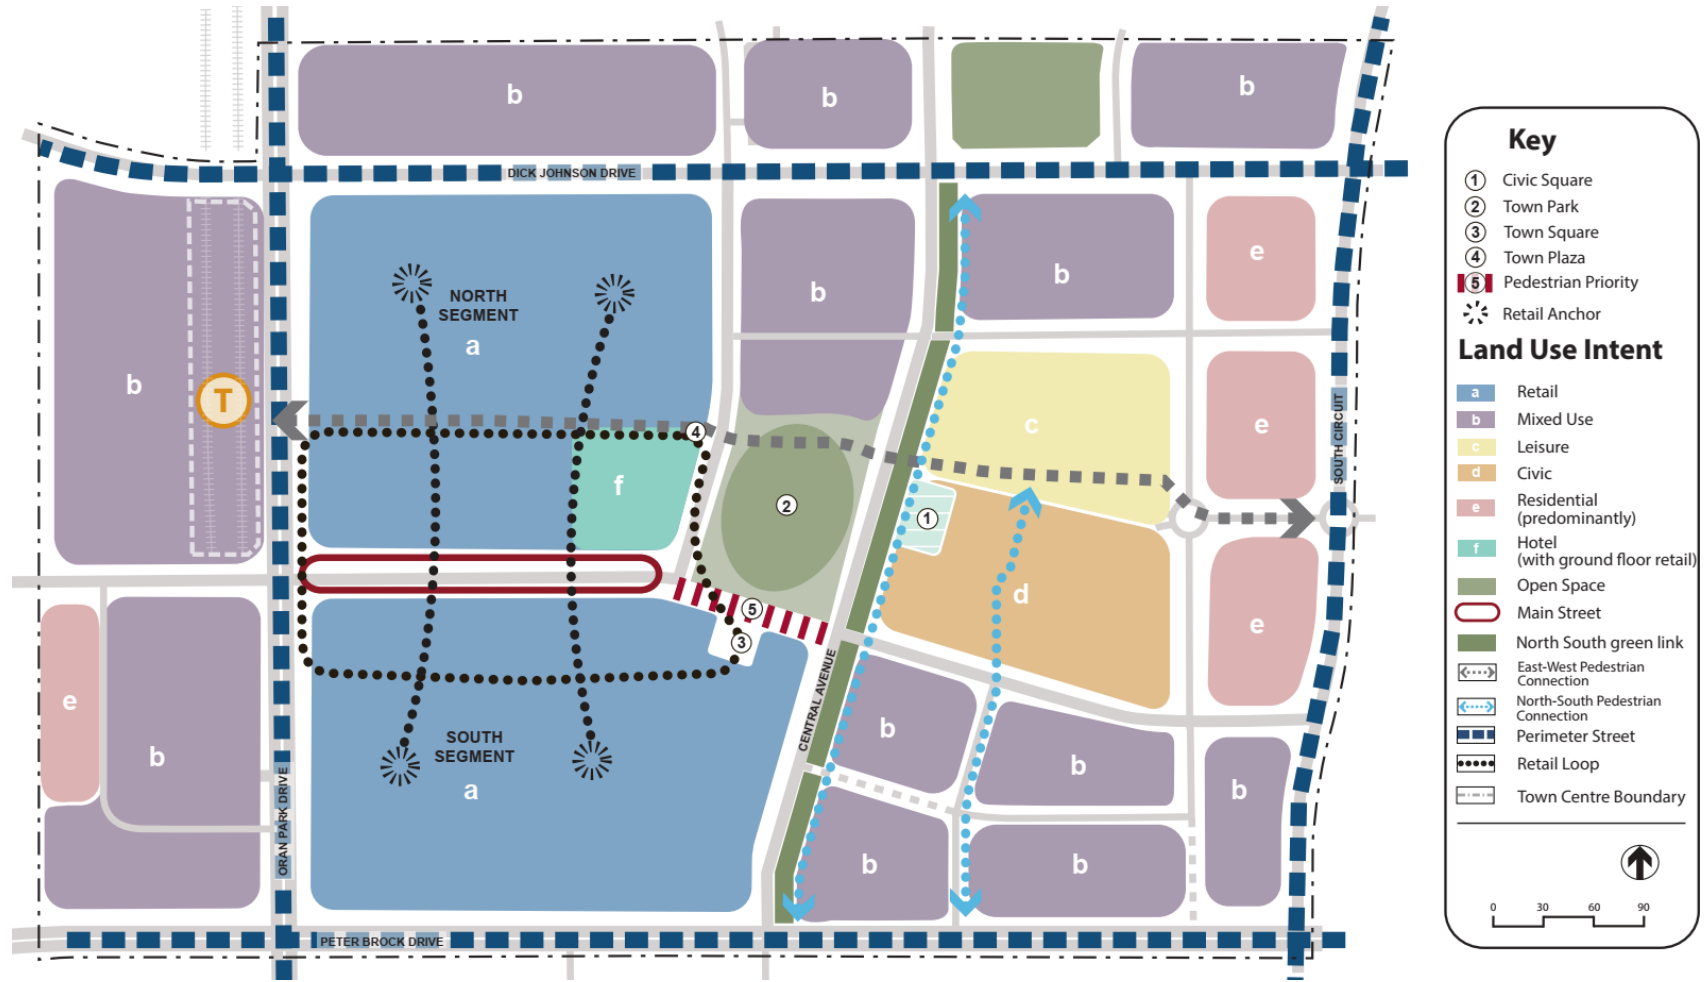 b
b
b
DICK JOHNSON DRIVE
NORTH
SEGMENT
a
b
b
e
b
T
c
e
4
f
2
1
SOUTH CIRCUIT
d
5
3
e
e
b
SOUTH
SEGMENT
a
CENTRAL AVENUE
b
b
b
ORAN PARK DRIVE
b
b
PETER BROCK DRIVE
Key
1 Civic Square
2 Town Park
3 Town Square
4 Town Plaza
5 Pedestrian Priority
Retail Anchor
Land Use Intent
a Retail
b Mixed Use
c Leisure
d Civic
e Residential
(predominantly)
f Hotel
(with ground floor retail)
Open Space
Main Street
North South green link
East-West Pedestrian
Connection
North-South Pedestrian
Connection
Perimeter Street
Retail Loop
Town Centre Boundary
0 30 60 90